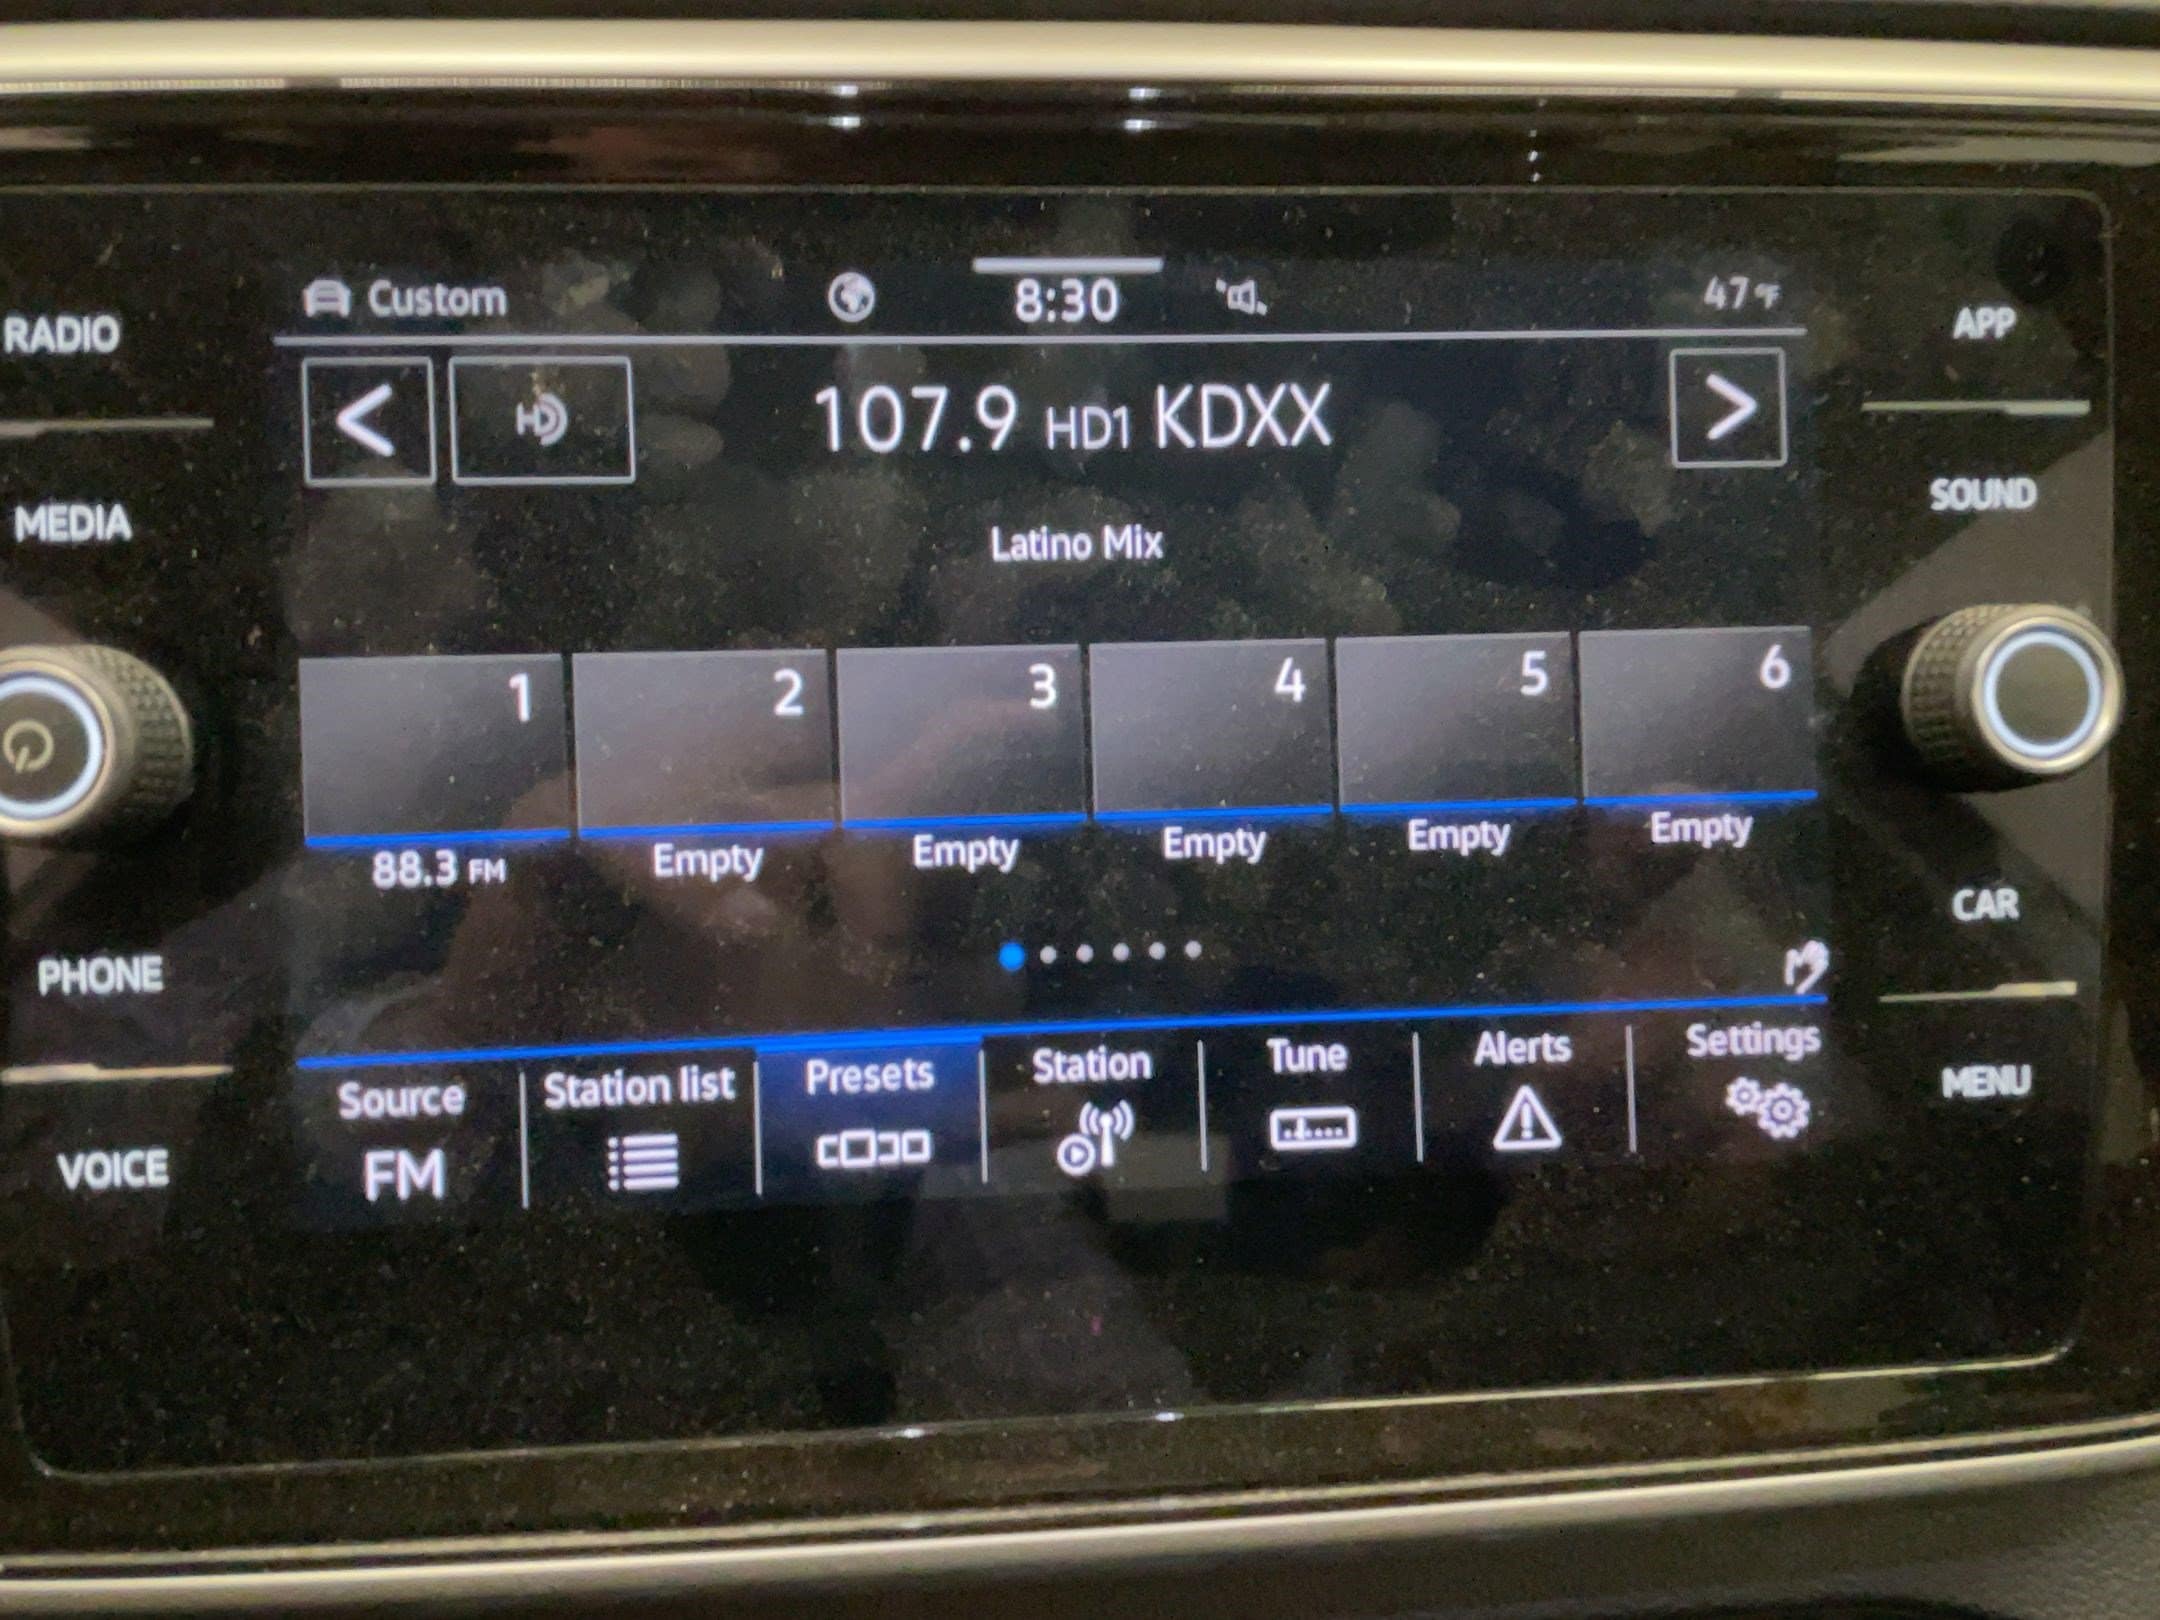 Custom 8:30 47°F
RADIO
APP
HD 107.9 HD1 KDXX
MEDIA
SOUND
Latino Mix
1 2 3 4 5 6
88.3 FM Empty Empty Empty Empty Empty
PHONE
CAR
Source Station list Presets Station Tune Alerts Settings
FM
VOICE
MENU